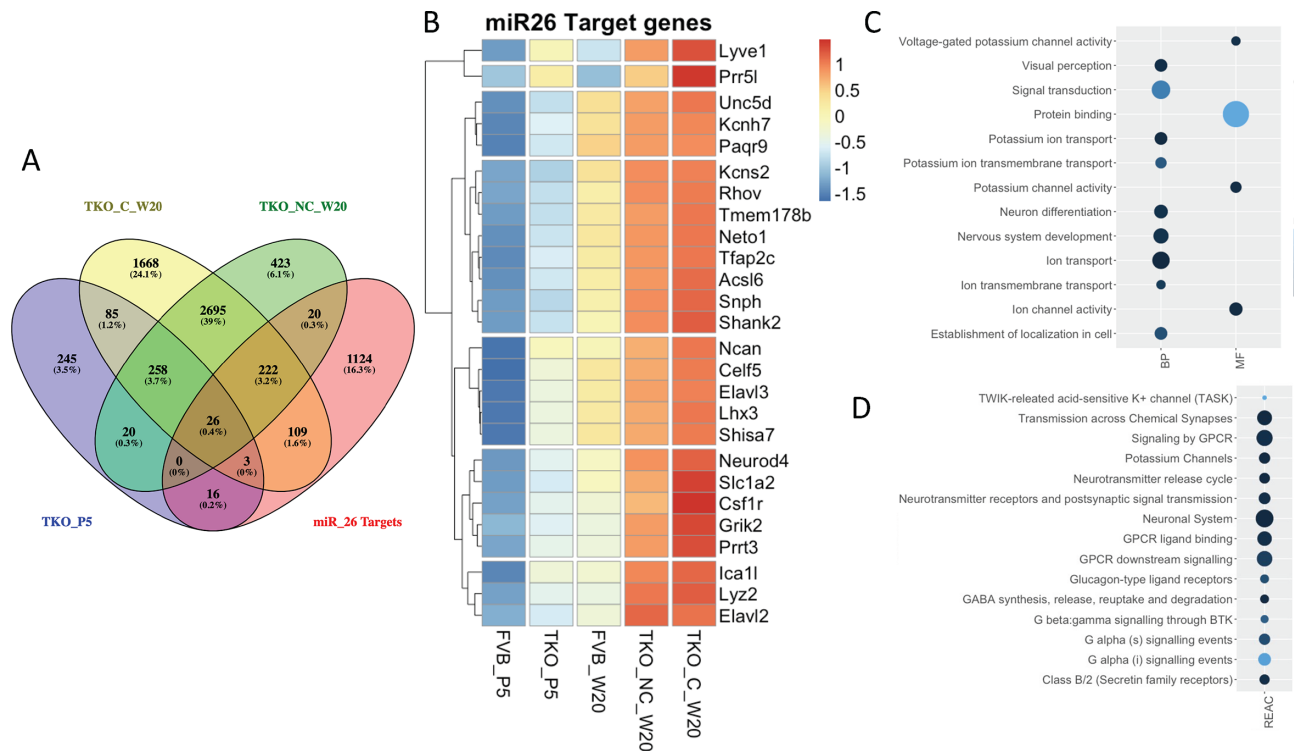 A
TKO_C_W20
TKO_NC_W20
1668
(24.1%)
423
(6.1%)
85
(1.2%)
2695
(39%)
20
(0.3%)
245
(3.5%)
258
(3.7%)
222
(3.2%)
1124
(16.3%)
26
(0.4%)
20
(0.3%)
109
(1.6%)
0
(0%)
3
(0%)
16
(0.2%)
TKO_P5
miR_26 Targets
B
miR26 Target genes
Lyve1
Prr5l
Unc5d
Kcnh7
Paqr9
Kcns2
Rhov
Tmem178b
Neto1
Tfap2c
Acsl6
Snph
Shank2
Ncan
Celf5
Elavl3
Lhx3
Shisa7
Neurod4
Slc1a2
Csf1r
Grik2
Prrt3
Ica1l
Lyz2
Elavl2
FVB_P5
TKO_P5
FVB_W20
TKO_NC_W20
TKO_C_W20
1
0.5
0
-0.5
-1
-1.5
C
Voltage-gated potassium channel activity
Visual perception
Signal transduction
Protein binding
Potassium ion transport
Potassium ion transmembrane transport
Potassium channel activity
Neuron differentiation
Nervous system development
Ion transport
Ion transmembrane transport
Ion channel activity
Establishment of localization in cell
BP
MF
D
TWIK-releated acid-sensitive K+ channel (TASK)
Transmission across Chemical Synapses
Signaling by GPCR
Potassium Channels
Neurotransmitter release cycle
Neurotransmitter receptors and postsynaptic signal transmission
Neuronal System
GPCR ligand binding
GPCR downstream signalling
Glucagon-type ligand receptors
GABA synthesis, release, reuptake and degradation
G beta:gamma signalling through BTK
G alpha (s) signalling events
G alpha (i) signalling events
Class B/2 (Secretin family receptors)
REAC